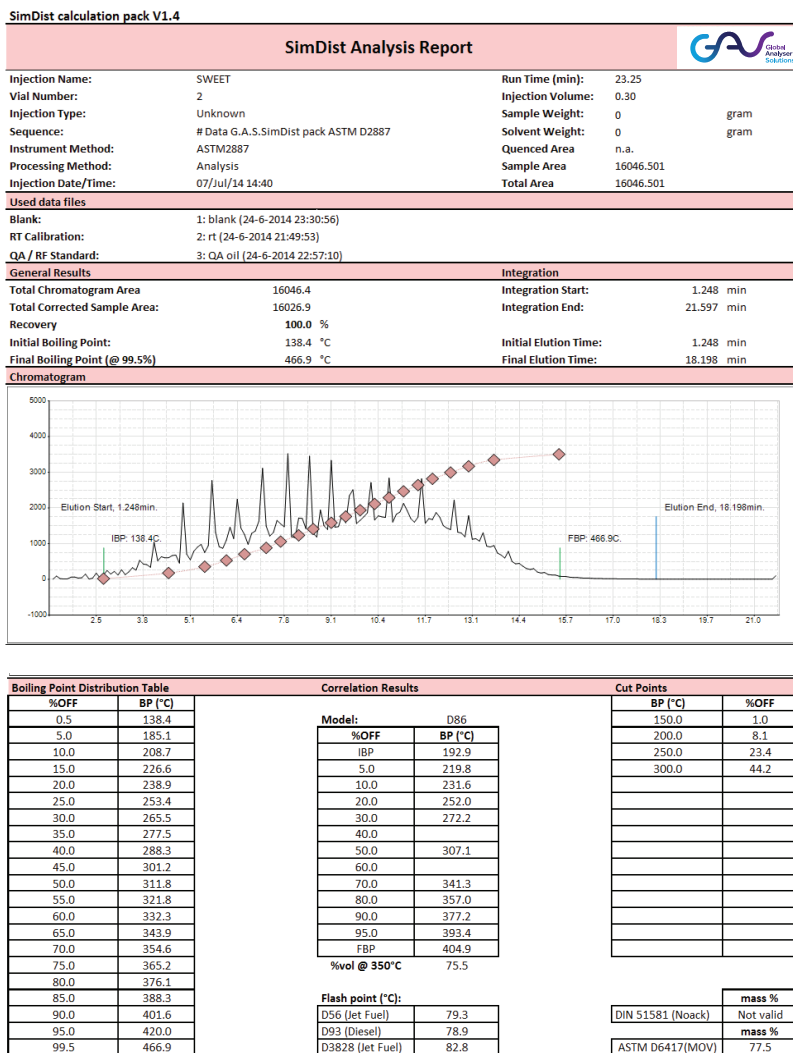 SimDist calculation pack V1.4
SimDist Analysis Report
GAS Global Analyser Solutions
Injection Name: SWEET Run Time (min): 23.25
Vial Number: 2 Injection Volume: 0.30
Injection Type: Unknown Sample Weight: 0 gram
Sequence: # Data G.A.S.SimDist pack ASTM D2887 Solvent Weight: 0 gram
Instrument Method: ASTM2887 Quenced Area n.a.
Processing Method: Analysis Sample Area 16046.501
Injection Date/Time: 07/Jul/14 14:40 Total Area 16046.501
Used data files
Blank: 1: blank (24-6-2014 23:30:56)
RT Calibration: 2: rt (24-6-2014 21:49:53)
QA / RF Standard: 3: QA oil (24-6-2014 22:57:10)
General Results Integration
Total Chromatogram Area 16046.4 Integration Start: 1.248 min
Total Corrected Sample Area: 16026.9 Integration End: 21.597 min
Recovery 100.0 %
Initial Boiling Point: 138.4 °C Initial Elution Time: 1.248 min
Final Boiling Point (@ 99.5%) 466.9 °C Final Elution Time: 18.198 min
Chromatogram
5000
4000
3000
2000
Elution Start, 1.248min. Elution End, 18.198min.
IBP: 138.4C. FBP: 466.9C.
1000
0
-1000
2.5 3.8 5.1 6.4 7.8 9.1 10.4 11.7 13.1 14.4 15.7 17.0 18.3 19.7 21.0
Boiling Point Distribution Table Correlation Results Cut Points
%OFF BP (°C) BP (°C) %OFF
0.5 138.4 Model: D86 150.0 1.0
5.0 185.1 %OFF BP (°C) 200.0 8.1
10.0 208.7 IBP 192.9 250.0 23.4
15.0 226.6 5.0 219.8 300.0 44.2
20.0 238.9 10.0 231.6
25.0 253.4 20.0 252.0
30.0 265.5 30.0 272.2
35.0 277.5 40.0
40.0 288.3 50.0 307.1
45.0 301.2 60.0
50.0 311.8 70.0 341.3
55.0 321.8 80.0 357.0
60.0 332.3 90.0 377.2
65.0 343.9 95.0 393.4
70.0 354.6 FBP 404.9
75.0 365.2 %vol @ 350°C 75.5
80.0 376.1
85.0 388.3 Flash point (°C): mass %
90.0 401.6 D56 (Jet Fuel) 79.3 DIN 51581 (Noack) Not valid
95.0 420.0 D93 (Diesel) 78.9 mass %
99.5 466.9 D3828 (Jet Fuel) 82.8 ASTM D6417(MOV) 77.5